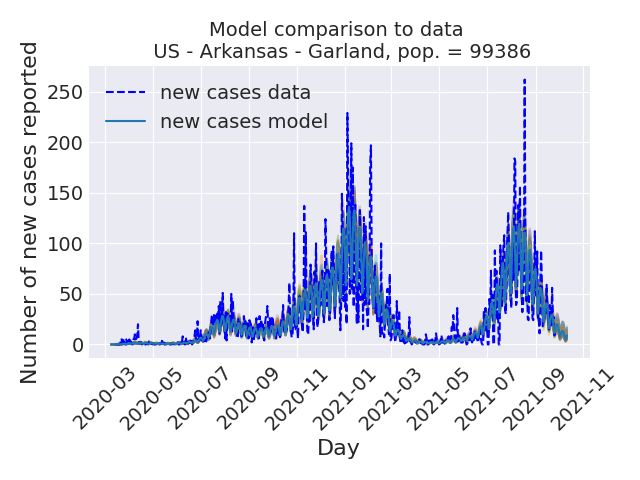 Model comparison to data
US - Arkansas - Garland, pop. = 99386
Number of new cases reported
250
200
150
100
50
0
new cases data
new cases model
2020-03
2020-05
2020-07
2020-09
2020-11
2021-01
2021-03
2021-05
2021-07
2021-09
2021-11
Day